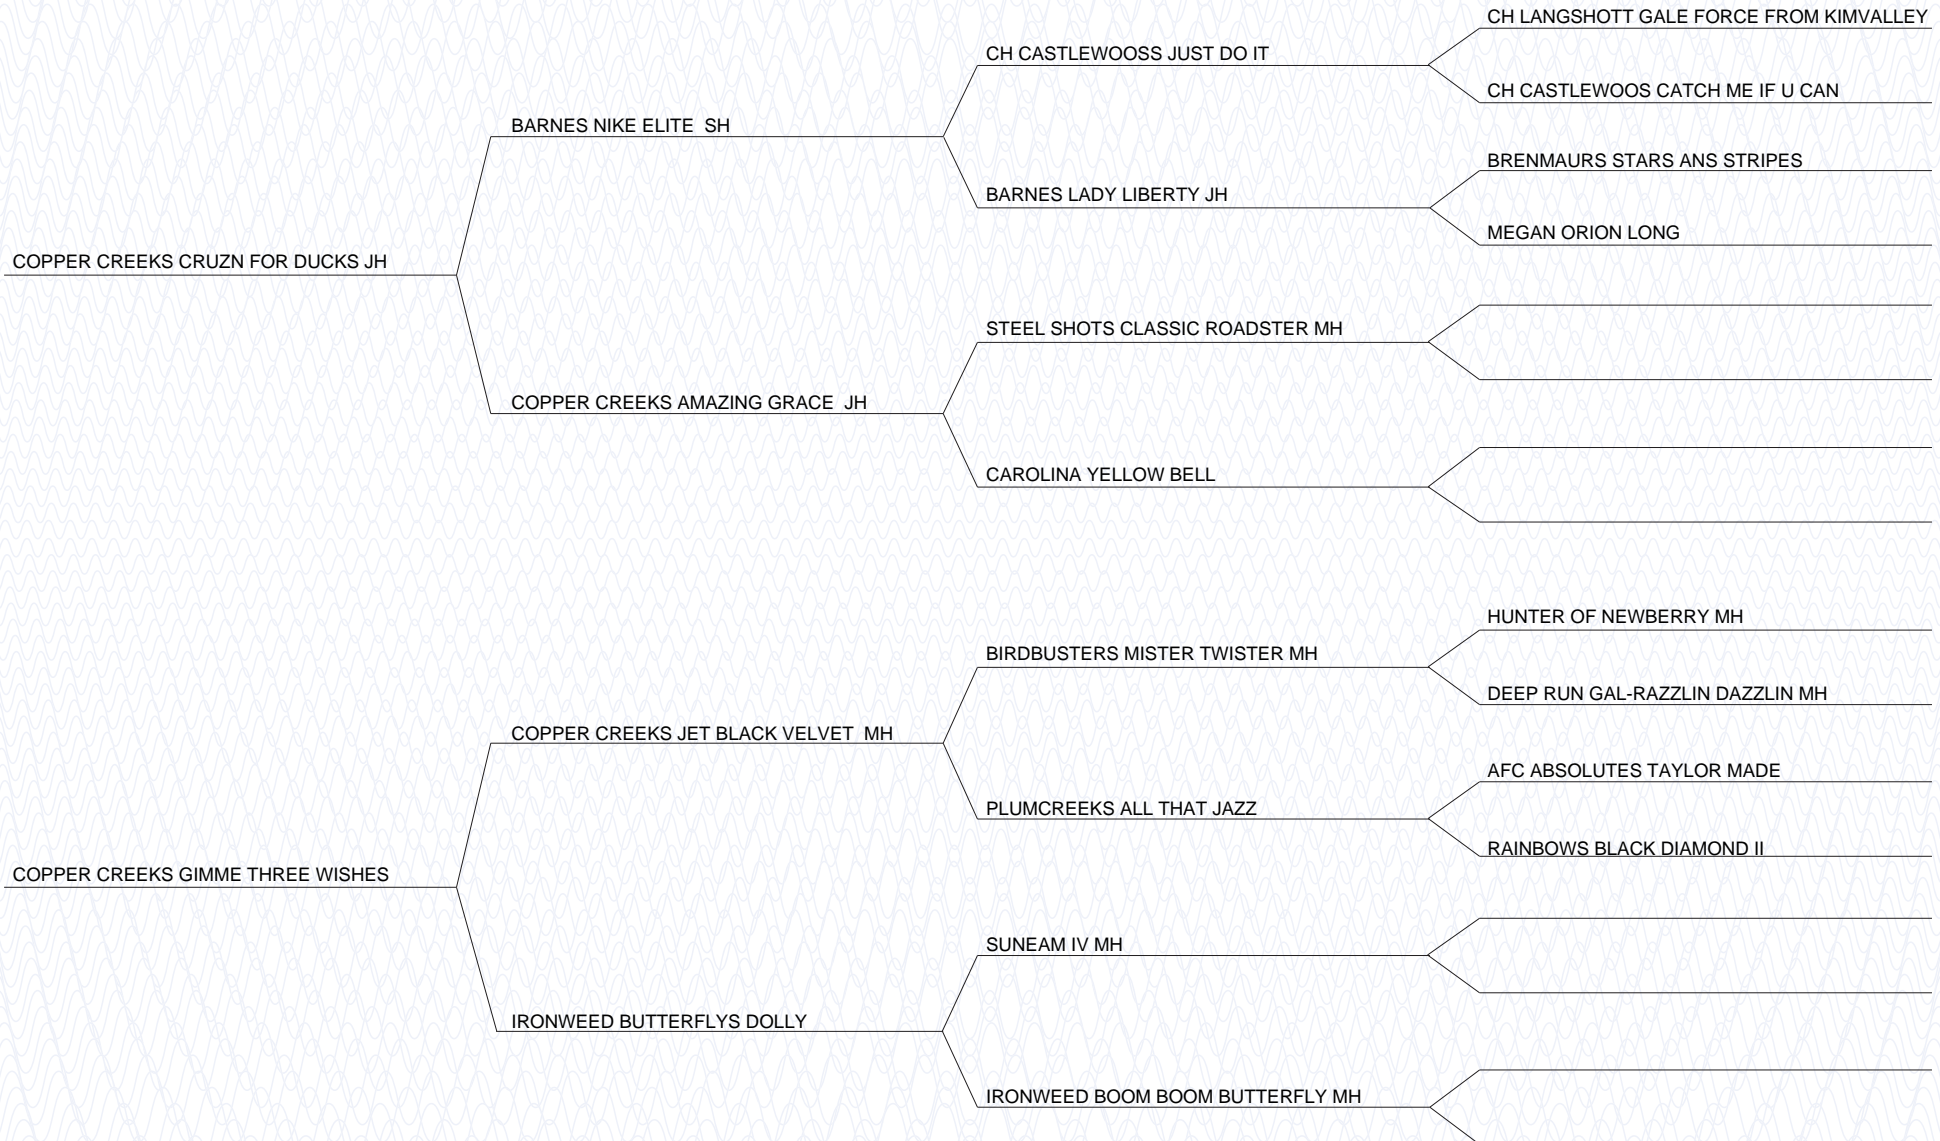 CH LANGSHOTT GALE FORCE FROM KIMVALLEY
CH CASTLEWOOSS JUST DO IT
CH CASTLEWOOS CATCH ME IF U CAN
BARNES NIKE ELITE  SH
BRENMAURS STARS ANS STRIPES
BARNES LADY LIBERTY JH
MEGAN ORION LONG
COPPER CREEKS CRUZN FOR DUCKS JH
STEEL SHOTS CLASSIC ROADSTER MH
COPPER CREEKS AMAZING GRACE  JH
CAROLINA YELLOW BELL
HUNTER OF NEWBERRY MH
BIRDBUSTERS MISTER TWISTER MH
DEEP RUN GAL-RAZZLIN DAZZLIN MH
COPPER CREEKS JET BLACK VELVET  MH
AFC ABSOLUTES TAYLOR MADE
PLUMCREEKS ALL THAT JAZZ
RAINBOWS BLACK DIAMOND II
COPPER CREEKS GIMME THREE WISHES
SUNEAM IV MH
IRONWEED BUTTERFLYS DOLLY
IRONWEED BOOM BOOM BUTTERFLY MH